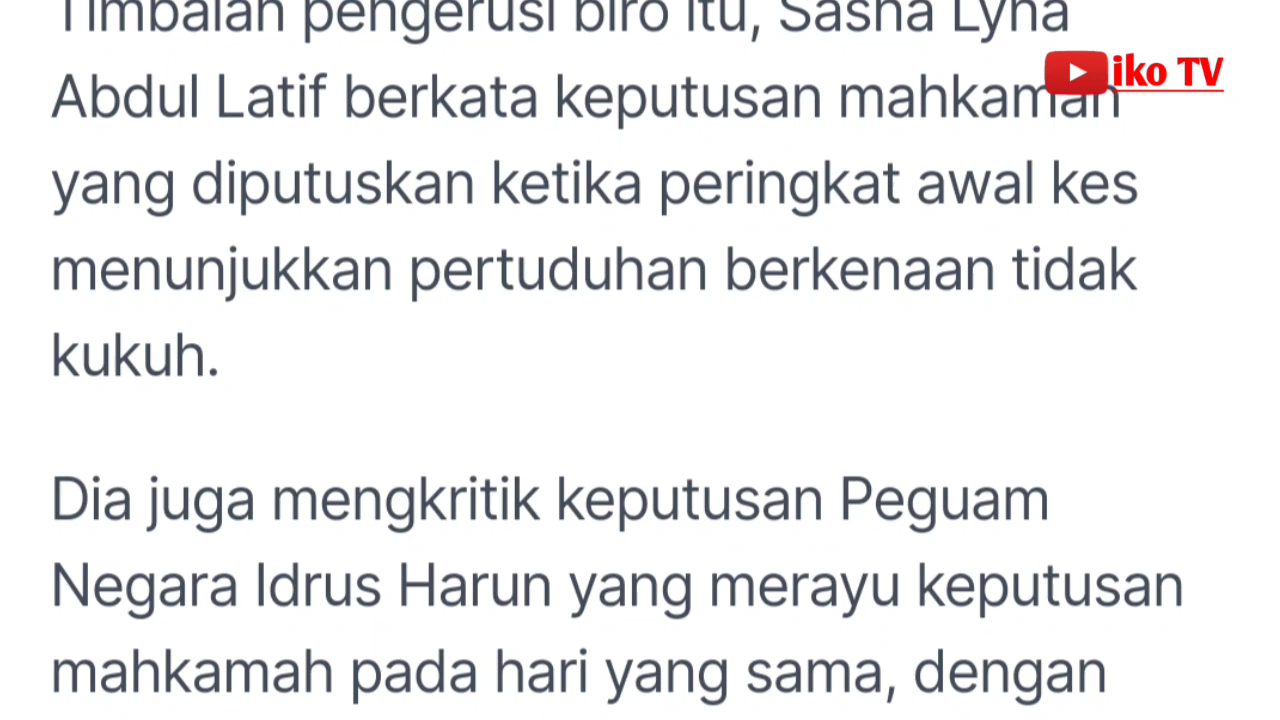 Timbalan pengerusi biro itu, Sasha Lyna
iko TV
Abdul Latif berkata keputusan mahkamah
yang diputuskan ketika peringkat awal kes
menunjukkan pertuduhan berkenaan tidak
kukuh.
Dia juga mengkritik keputusan Peguam
Negara Idrus Harun yang merayu keputusan
mahkamah pada hari yang sama, dengan